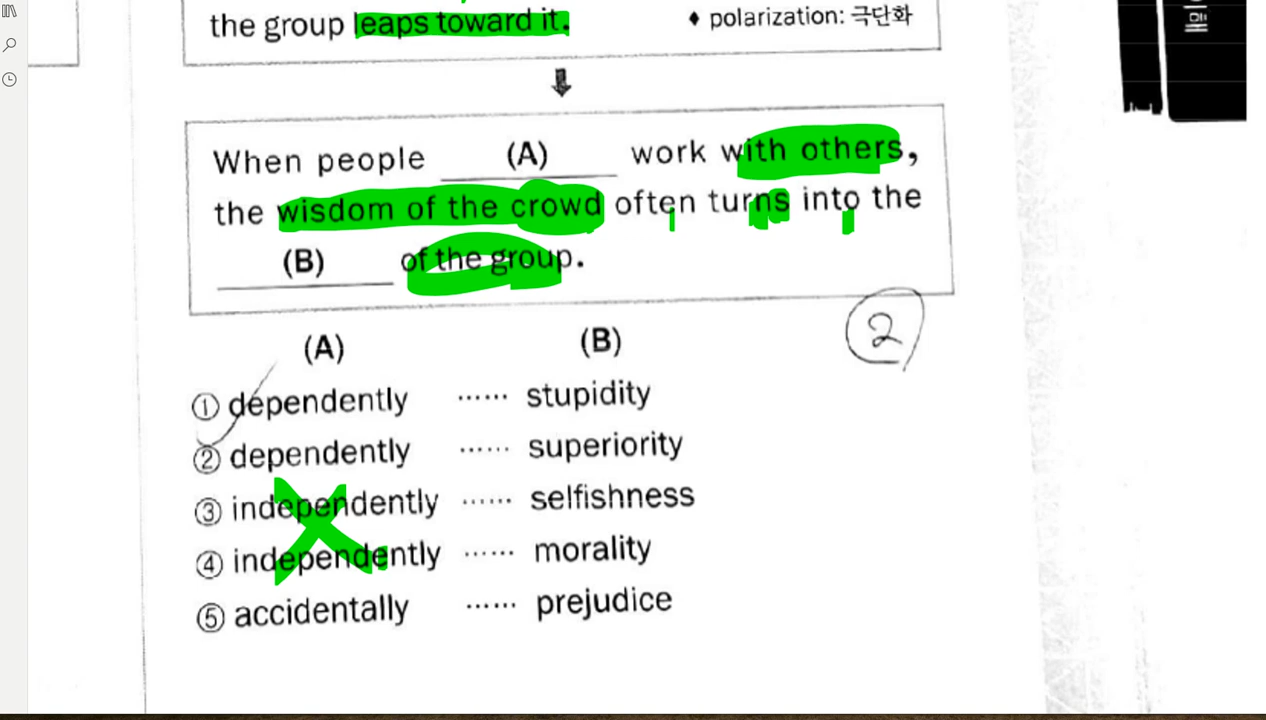 the group leaps toward it.
♦ polarization: 극단화
When people (A) work with others,
the wisdom of the crowd often turns into the
(B) of the group.
2
(A) (B)
① dependently ...... stupidity
② dependently ...... superiority
③ independently ...... selfishness
④ independently ...... morality
⑤ accidentally ...... prejudice